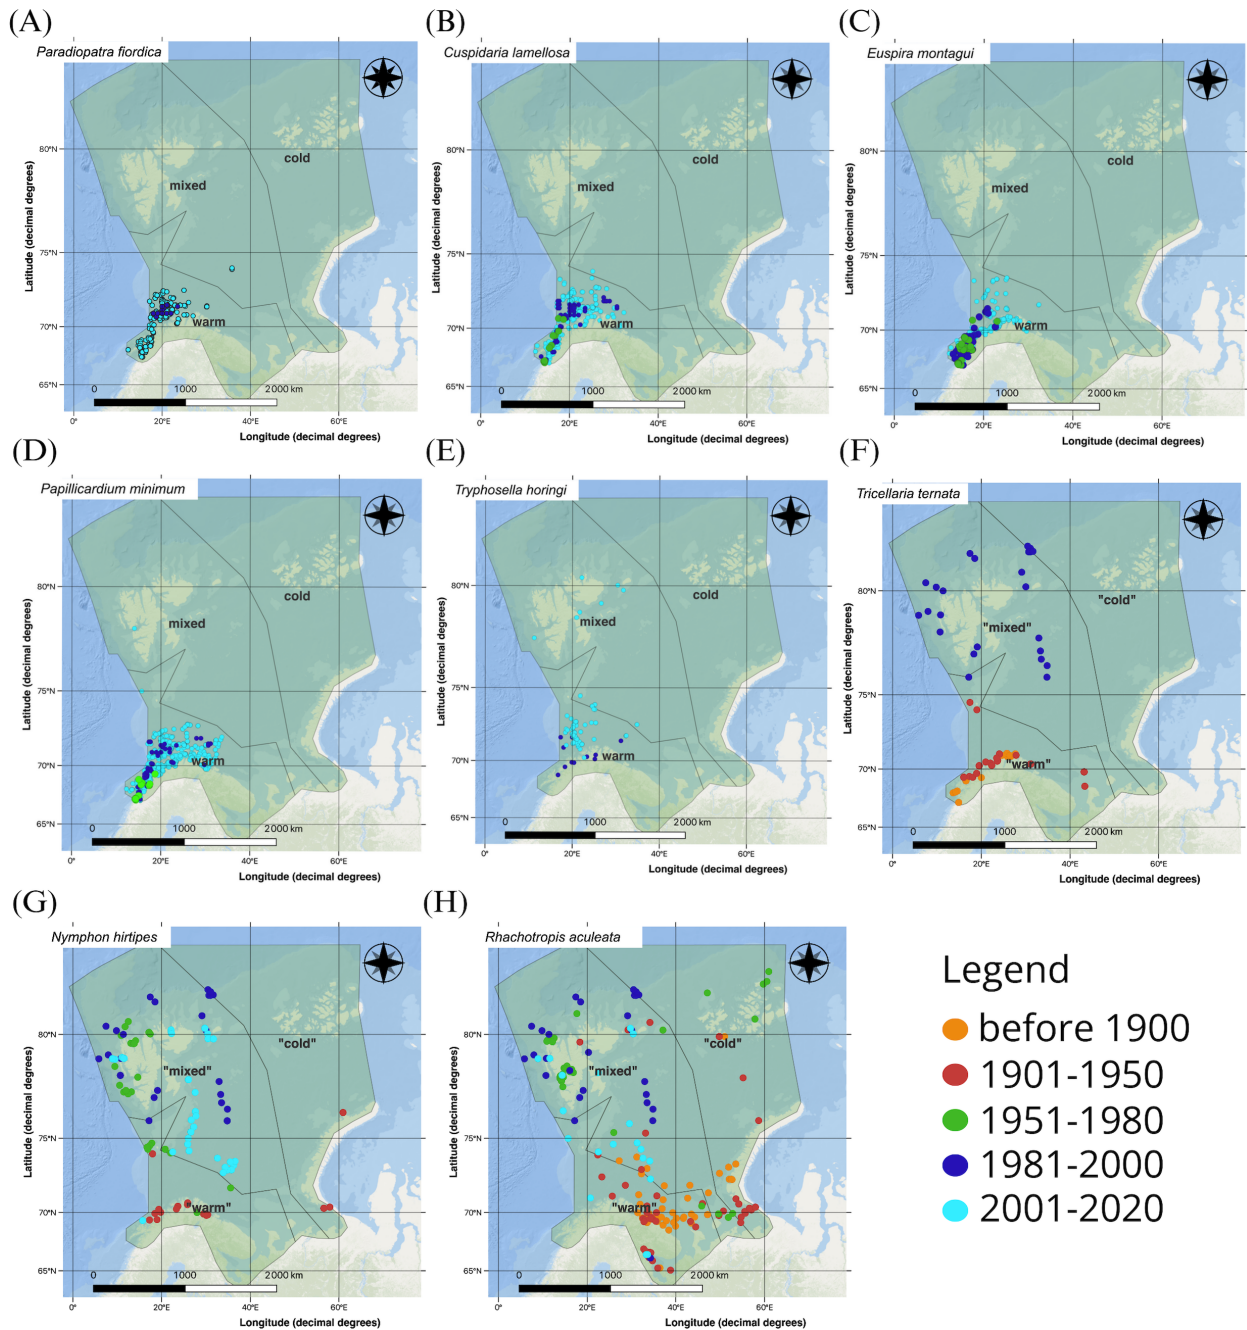 (A)
Paradiopatra fiordica
Latitude (decimal degrees)
80°N
75°N
70°N
65°N
cold
mixed
warm
0 1000 2000 km
0° 20°E 40°E 60°E
Longitude (decimal degrees)
(B)
Cuspidaria lamellosa
Latitude (decimal degrees)
80°N
75°N
70°N
65°N
cold
mixed
warm
0 1000 2000 km
0° 20°E 40°E 60°E
Longitude (decimal degrees)
(C)
Euspira montagui
Latitude (decimal degrees)
80°N
75°N
70°N
65°N
cold
mixed
warm
0 1000 2000 km
0° 20°E 40°E 60°E
Longitude (decimal degrees)
(D)
Papillicardium minimum
Latitude (decimal degrees)
80°N
75°N
70°N
65°N
cold
mixed
warm
0 1000 2000 km
0° 20°E 40°E 60°E
Longitude (decimal degrees)
(E)
Tryphosella horingi
Latitude (decimal degrees)
80°N
75°N
70°N
65°N
cold
mixed
warm
0 1000 2000 km
0° 20°E 40°E 60°E
Longitude (decimal degrees)
(F)
Tricellaria ternata
Latitude (decimal degrees)
80°N
75°N
70°N
65°N
"cold"
"mixed"
"warm"
0 1000 2000 km
0° 20°E 40°E 60°E
Longitude (decimal degrees)
(G)
Nymphon hirtipes
Latitude (decimal degrees)
80°N
75°N
70°N
65°N
"cold"
"mixed"
"warm"
0 1000 2000 km
0° 20°E 40°E 60°E
Longitude (decimal degrees)
(H)
Rhachotropis aculeata
Latitude (decimal degrees)
80°N
75°N
70°N
65°N
"cold"
"mixed"
"warm"
0 1000 2000 km
0° 20°E 40°E 60°E
Longitude (decimal degrees)
Legend
before 1900
1901-1950
1951-1980
1981-2000
2001-2020